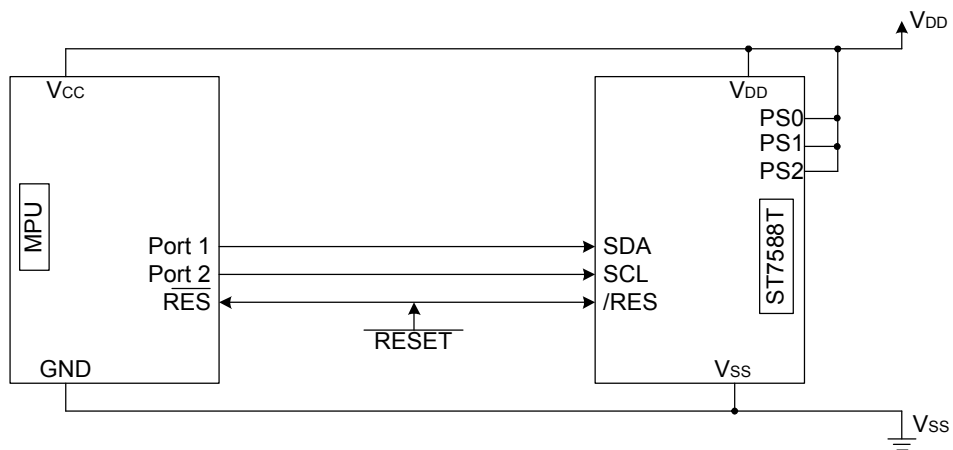 VDD
VCC
VDD
PS0
PS1
PS2
MPU
ST7588T
Port 1
SDA
Port 2
SCL
RES
/RES
RESET
GND
VSS
VSS